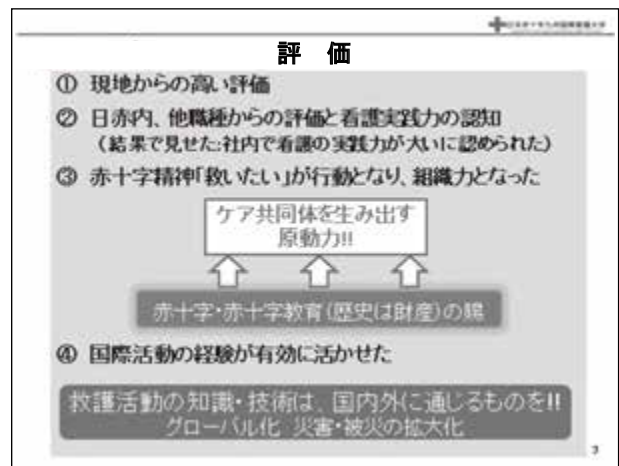 評 価
① 現地からの高い評価
② 日赤内、他職種からの評価と看護実践力の認知
（結果で見せた:社内で看護の実践力が大いに認められた）
③ 赤十字精神「救いたい」が行動となり、組織力となった
ケア共同体を生み出す
原動力!!
赤十字・赤十字教育(歴史は財産)の賜
④ 国際活動の経験が有効に活かせた
救護活動の知識・技術は、国内外に通じるものを!!
グローバル化 災害・被災の拡大化
3